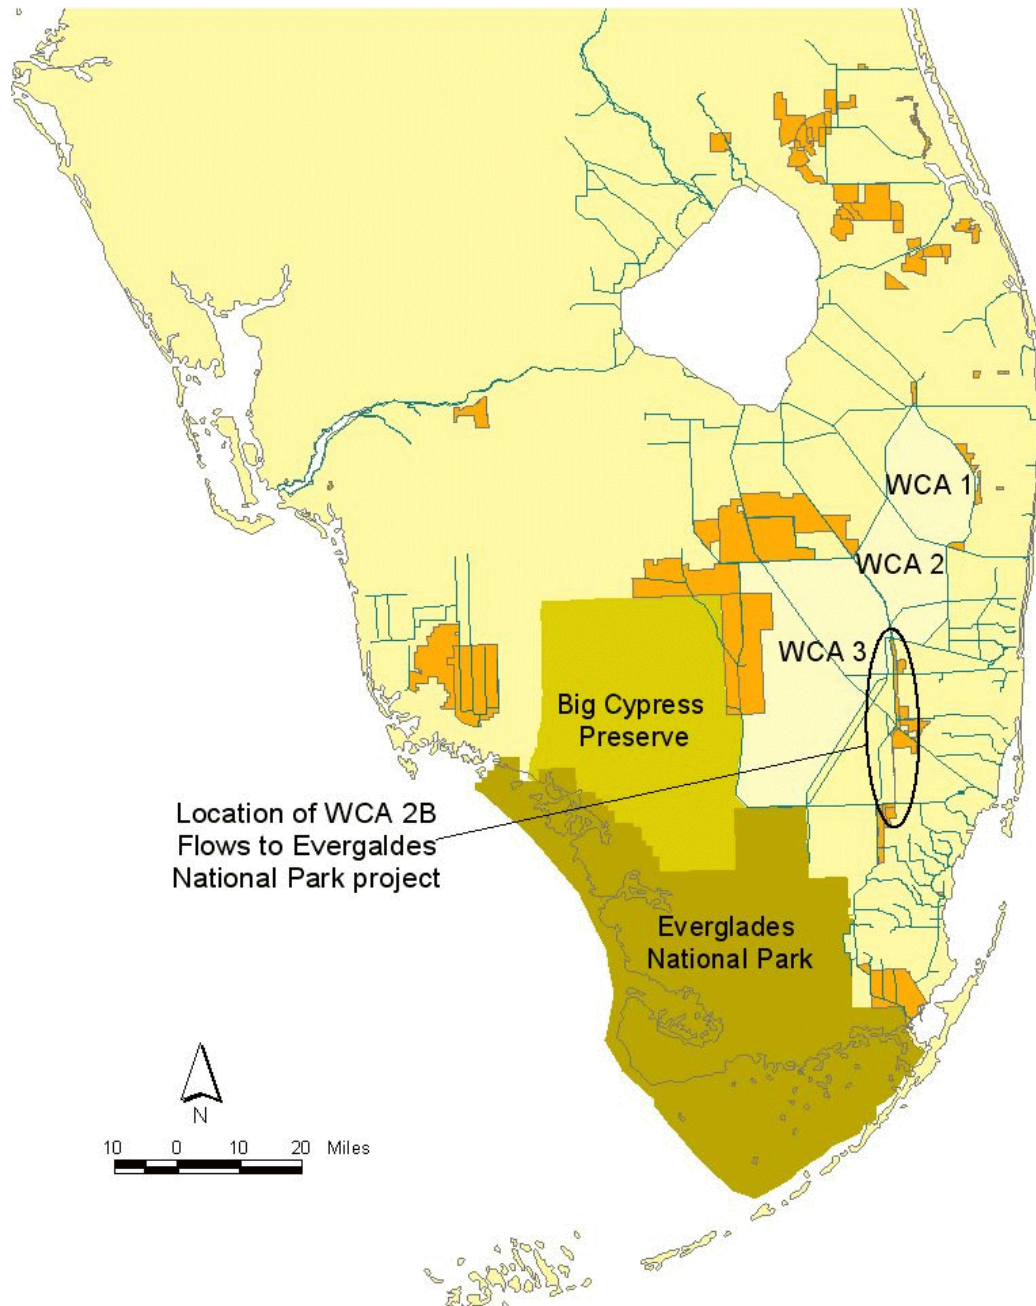 WCA 1
WCA 2
WCA 3
Big Cypress
Preserve
Location of WCA 2B
Flows to Evergaldes
National Park project
Everglades
National Park
N
10 0 10 20 Miles